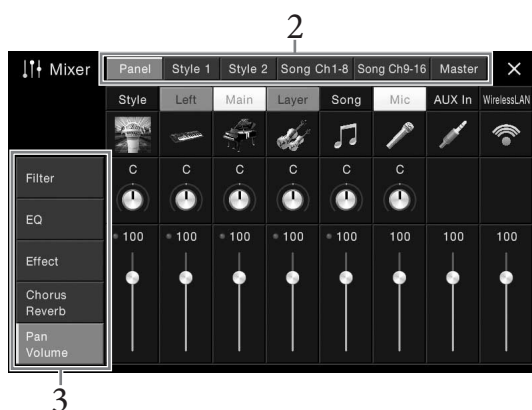 2
Mixer
Panel Style 1 Style 2 Song Ch1-8 Song Ch9-16 Master
Style Left Main Layer Song Mic AUX In WirelessLAN
Filter
EQ
Effect
Chorus
Reverb
Pan
Volume
C C C C C C
100 100 100 100 100 100 100 100
3